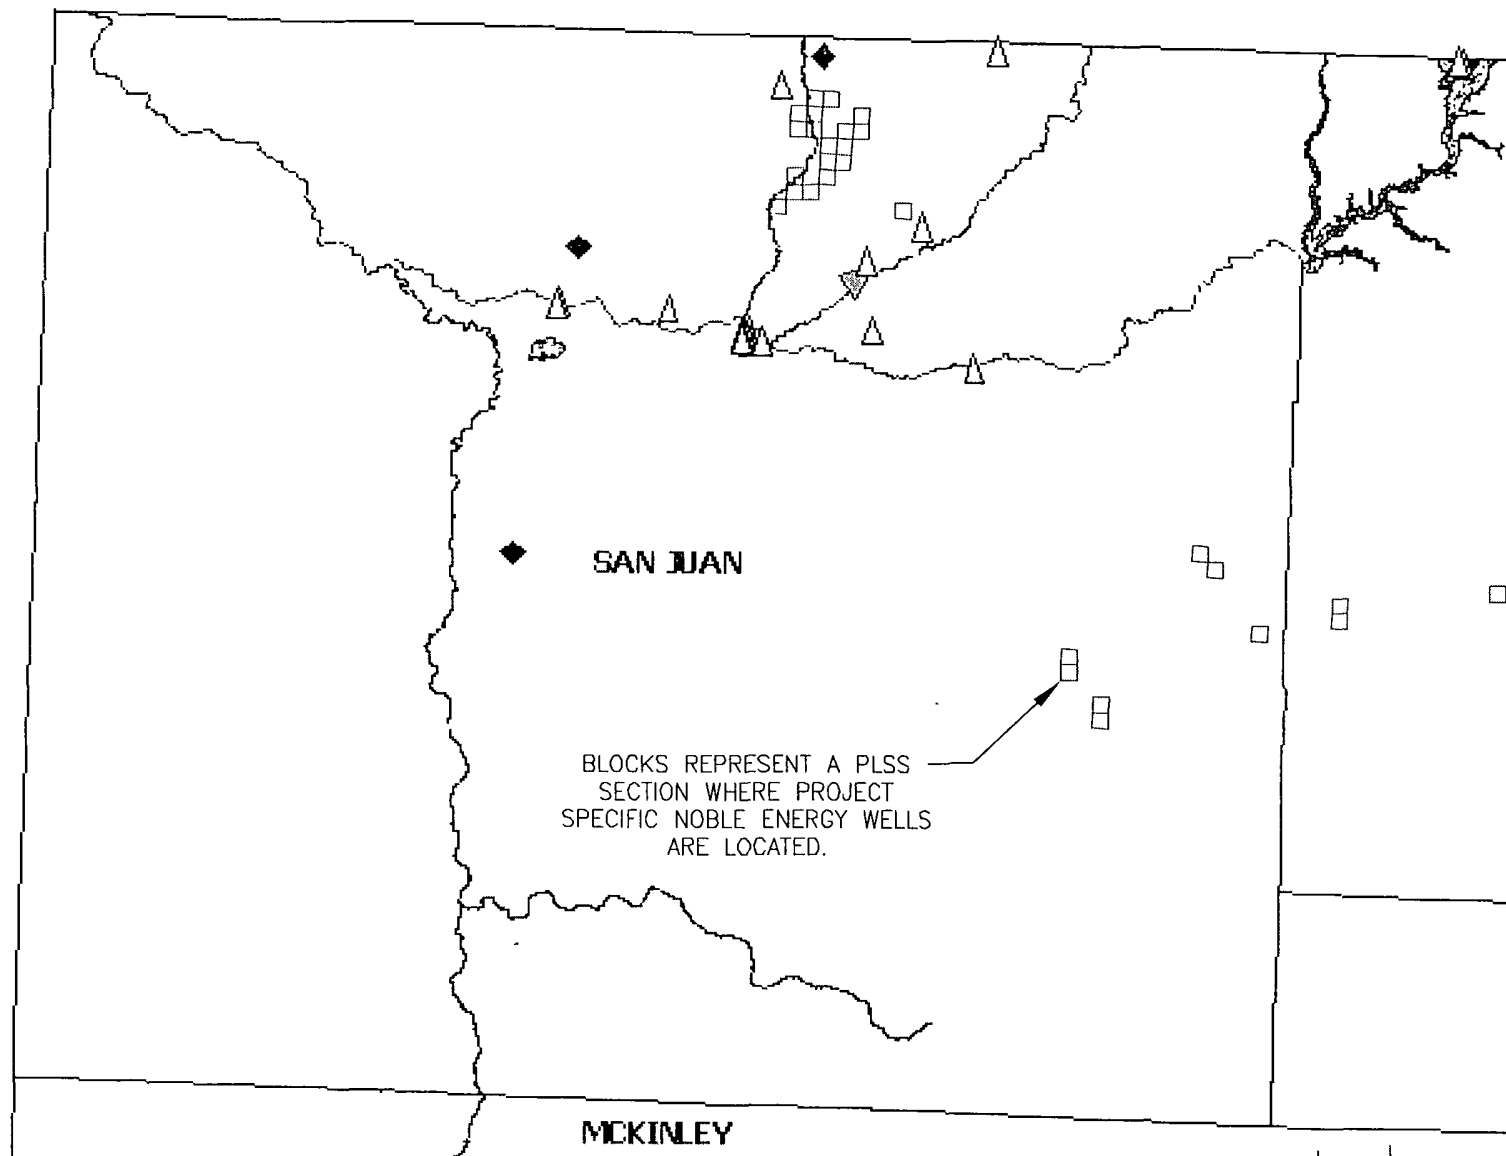 SAN JUAN
BLOCKS REPRESENT A PLSS
SECTION WHERE PROJECT
SPECIFIC NOBLE ENERGY WELLS
ARE LOCATED.
MCKINLEY